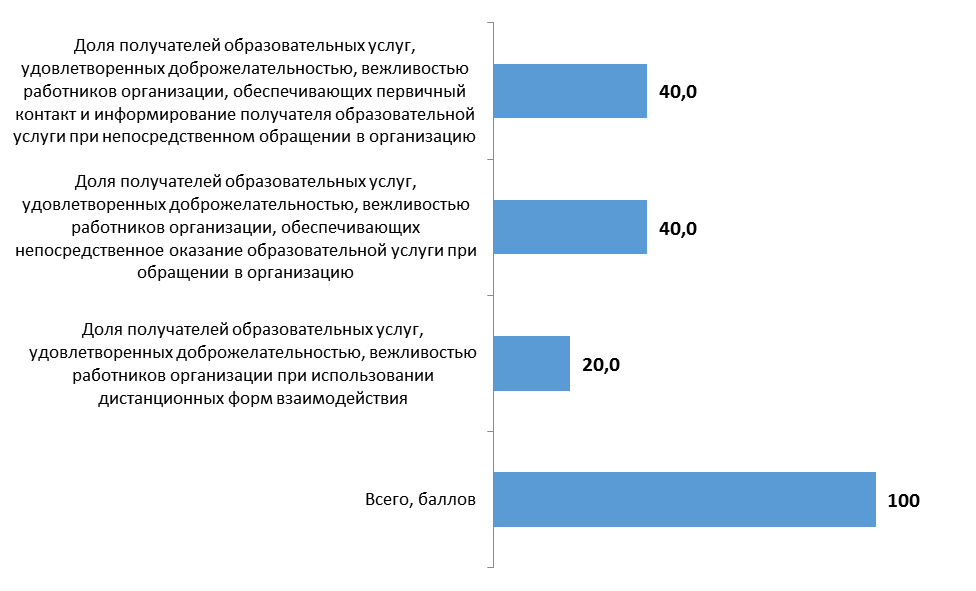 Доля получателей образовательных услуг,
удовлетворенных доброжелательностью, вежливостью
работников организации, обеспечивающих первичный
контакт и информирование получателя образовательной
услуги при непосредственном обращении в организацию
40,0
Доля получателей образовательных услуг,
удовлетворенных доброжелательностью, вежливостью
работников организации, обеспечивающих
непосредственное оказание образовательной услуги при
обращении в организацию
40,0
Доля получателей образовательных услуг,
удовлетворенных доброжелательностью, вежливостью
работников организации при использовании
дистанционных форм взаимодействия
20,0
Всего, баллов
100